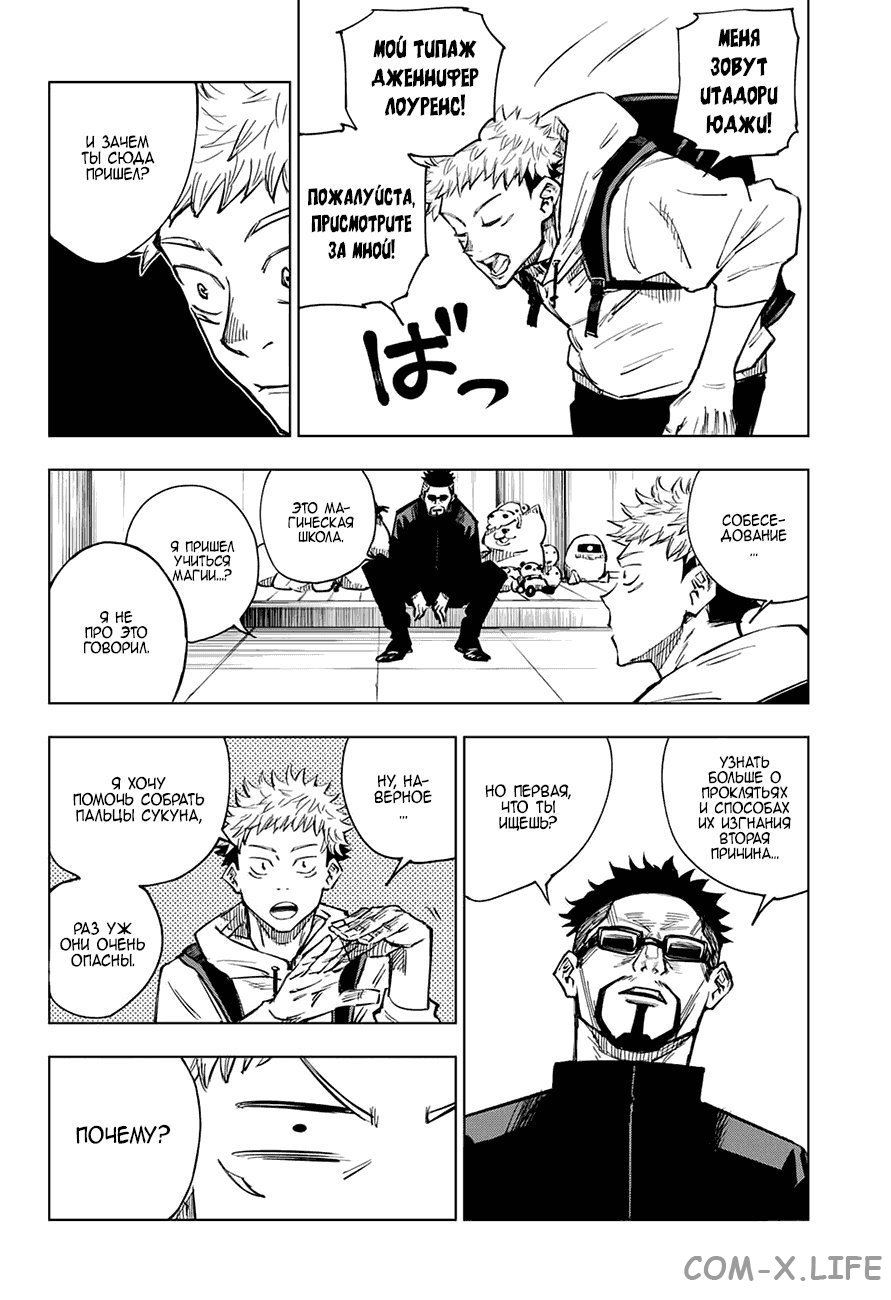 МЕНЯ
ЗОВУТ
ИТАДОРИ
ЮДЖИ!
МОЙ ТИПАЖ
ДЖЕННИФЕР
ЛОУРЕНС!
ПОЖАЛУЙСТА,
ПРИСМОТРИТЕ
ЗА МНОЙ!
ばっ
И ЗАЧЕМ
ТЫ СЮДА
ПРИШЕЛ?
СОБЕСЕ-
ДОВАНИЕ
...
ЭТО МА-
ГИЧЕСКАЯ
ШКОЛА.
Я ПРИШЕЛ
УЧИТЬСЯ
МАГИИ...?
Я НЕ
ПРО ЭТО
ГОВОРИЛ.
УЗНАТЬ
БОЛЬШЕ О
ПРОКЛЯТЬЯХ
И СПОСОБАХ
ИХ ИЗГНАНИЯ
ВТОРАЯ
ПРИЧИНА...
НО ПЕРВАЯ,
ЧТО ТЫ
ИЩЕШЬ?
НУ, НА-
ВЕРНОЕ
...
Я ХОЧУ
ПОМОЧЬ СОБРАТЬ
ПАЛЬЦЫ СУКУНА,
РАЗ УЖ
ОНИ ОЧЕНЬ
ОПАСНЫ.
ПОЧЕМУ?
COM-X.LIFE